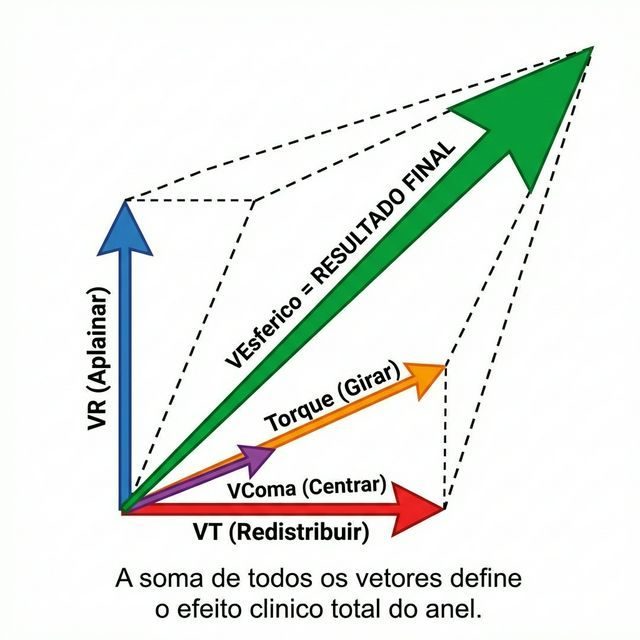 VEsferico = RESULTADO FINAL
VR (Aplainar)
Torque (Girar)
VComa (Centrar)
VT (Redistribuir)
A soma de todos os vetores define
o efeito clinico total do anel.